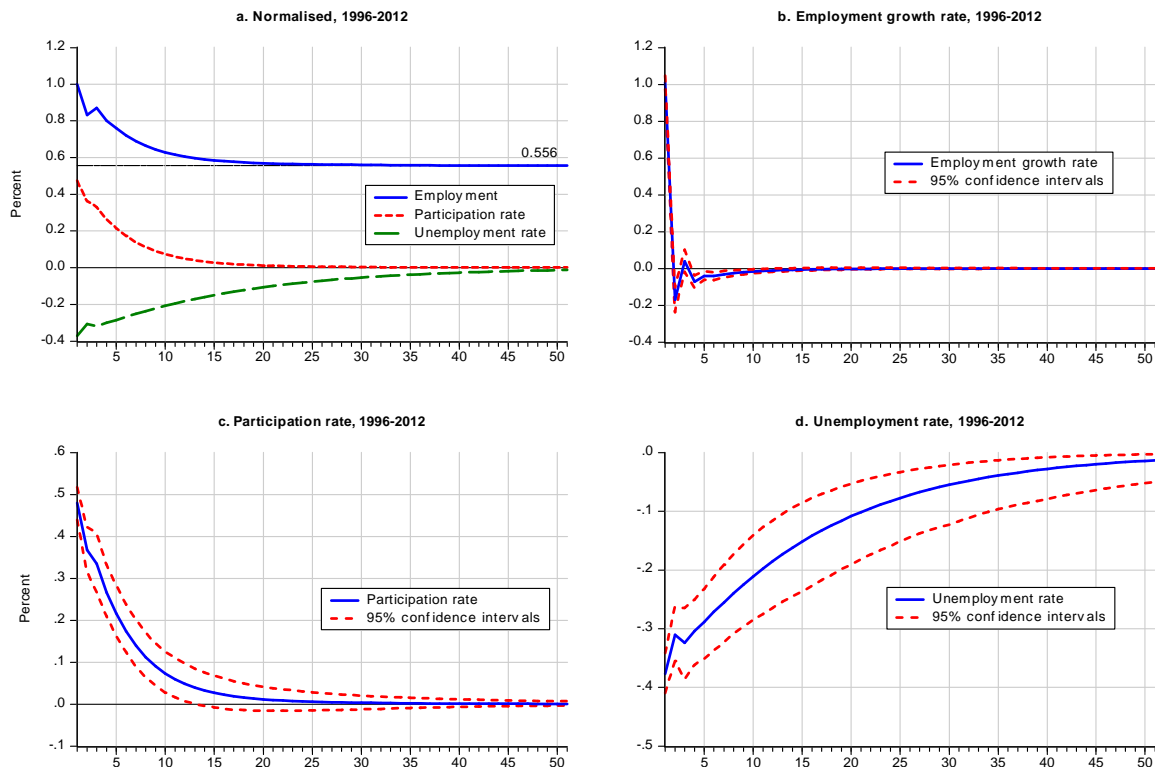 a. Normalised, 1996-2012
Percent
1.2
1.0
0.8
0.6
0.4
0.2
0.0
-0.2
-0.4
0.556
Employment
Participation rate
Unemployment rate
5 10 15 20 25 30 35 40 45 50
b. Employment growth rate, 1996-2012
1.2
1.0
0.8
0.6
0.4
0.2
0.0
-0.2
-0.4
Employment growth rate
95% confidence intervals
5 10 15 20 25 30 35 40 45 50
c. Participation rate, 1996-2012
Percent
.6
.5
.4
.3
.2
.1
.0
-.1
Participation rate
95% confidence intervals
5 10 15 20 25 30 35 40 45 50
d. Unemployment rate, 1996-2012
.0
-.1
-.2
-.3
-.4
-.5
Unemployment rate
95% confidence intervals
5 10 15 20 25 30 35 40 45 50